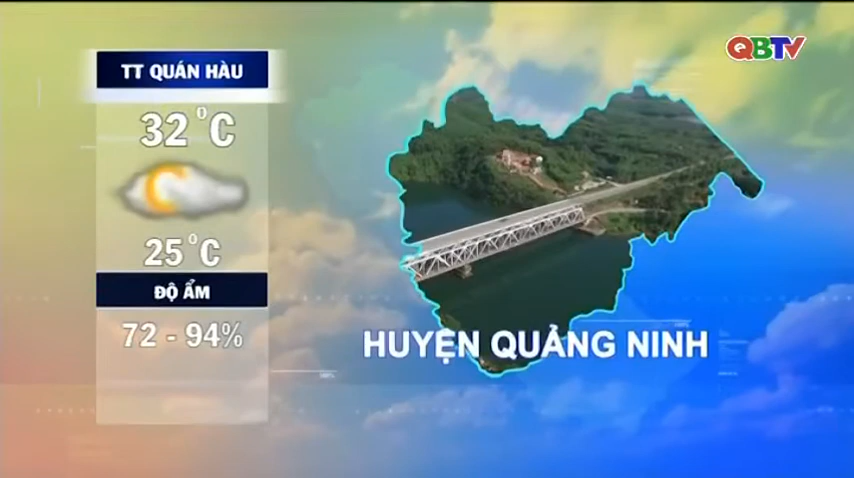 QBTV
TT QUÁN HÀU
32°C
25°C
ĐỘ ẨM
72 - 94%
HUYỆN QUẢNG NINH